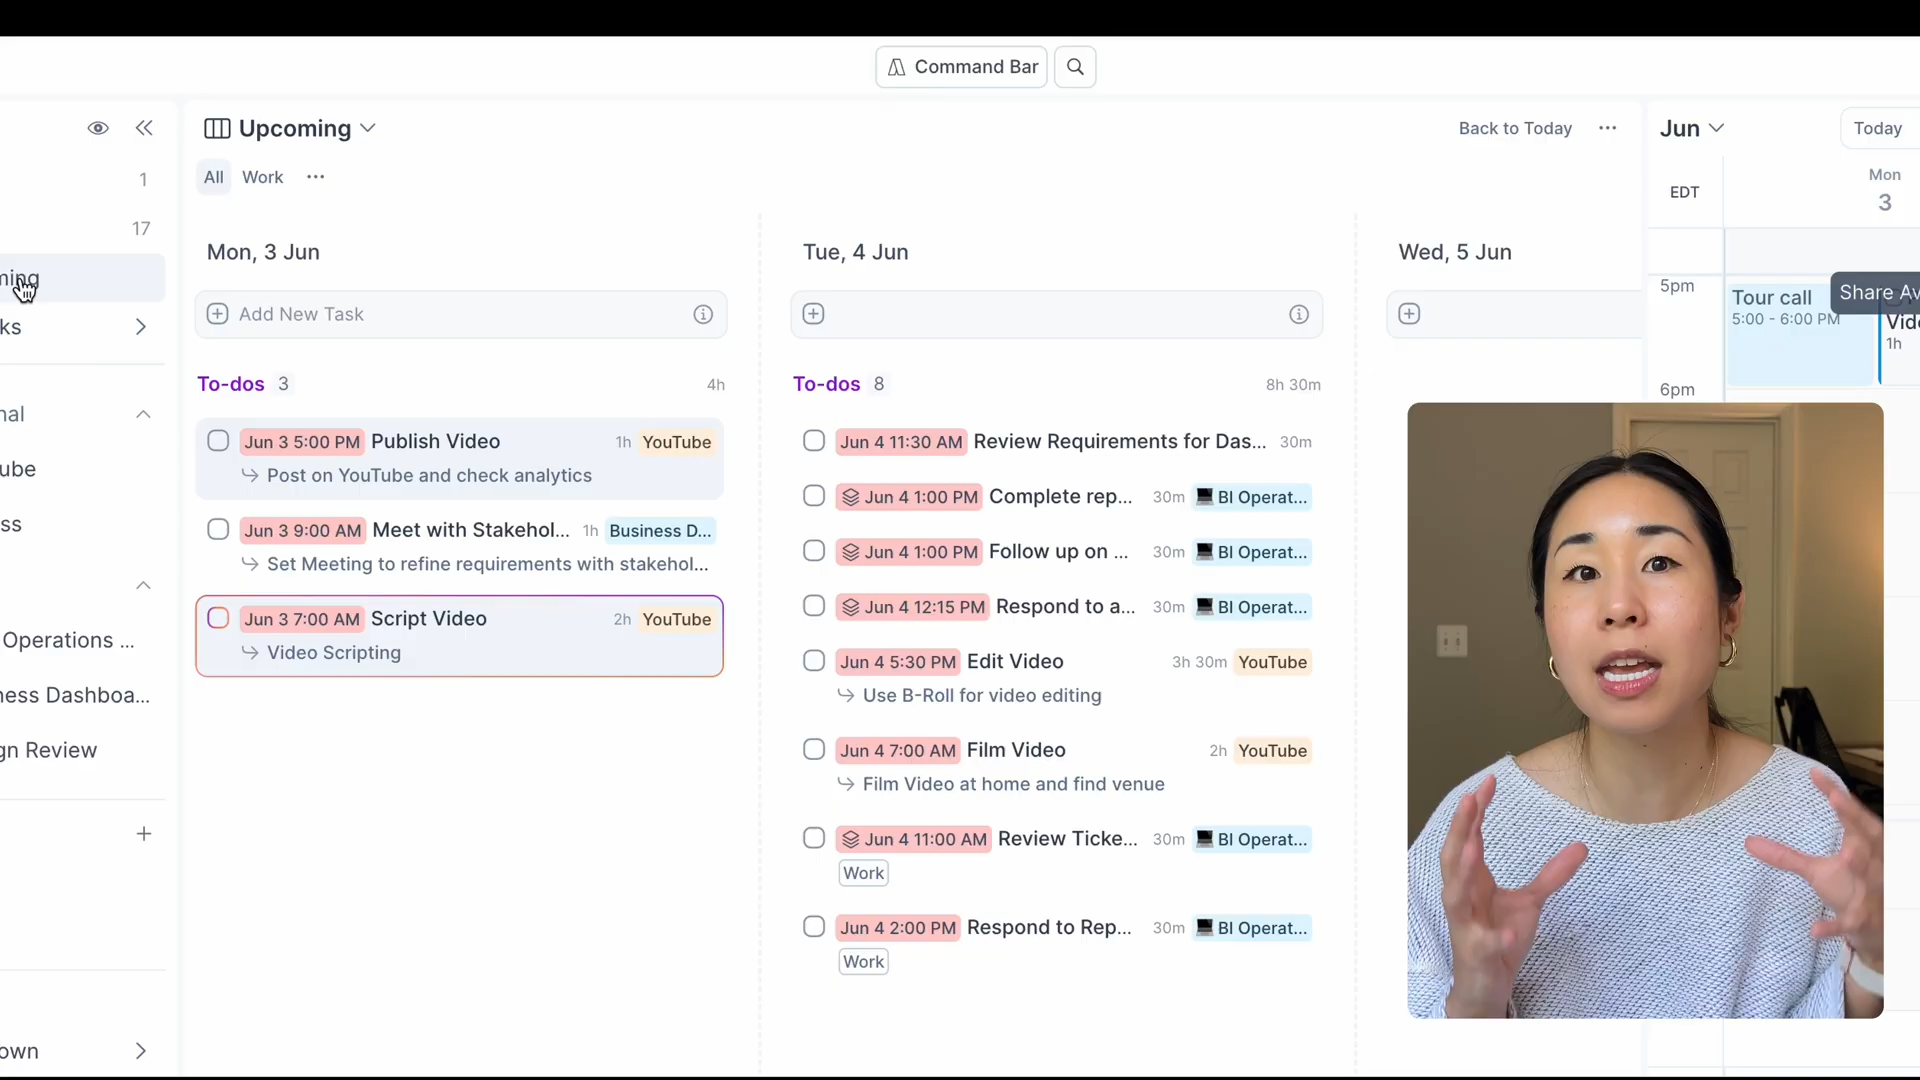 Command Bar
1
17
ming
ks
nal
ube
ss
Operations ...
ness Dashboa...
gn Review
own
Upcoming
Back to Today
All Work
Mon, 3 Jun
Add New Task
To-dos 3 4h
Jun 3 5:00 PM Publish Video 1h YouTube
Post on YouTube and check analytics
Jun 3 9:00 AM Meet with Stakehol... 1h Business D...
Set Meeting to refine requirements with stakehol...
Jun 3 7:00 AM Script Video 2h YouTube
Video Scripting
Tue, 4 Jun
To-dos 8 8h 30m
Jun 4 11:30 AM Review Requirements for Das... 30m
Jun 4 1:00 PM Complete rep... 30m BI Operat...
Jun 4 1:00 PM Follow up on ... 30m BI Operat...
Jun 4 12:15 PM Respond to a... 30m BI Operat...
Jun 4 5:30 PM Edit Video 3h 30m YouTube
Use B-Roll for video editing
Jun 4 7:00 AM Film Video 2h YouTube
Film Video at home and find venue
Jun 4 11:00 AM Review Ticke... 30m BI Operat...
Work
Jun 4 2:00 PM Respond to Rep... 30m BI Operat...
Work
Wed, 5 Jun
Jun Today
Mon
EDT 3
5pm
Tour call
5:00 - 6:00 PM
Share Av
Vide
1h
6pm